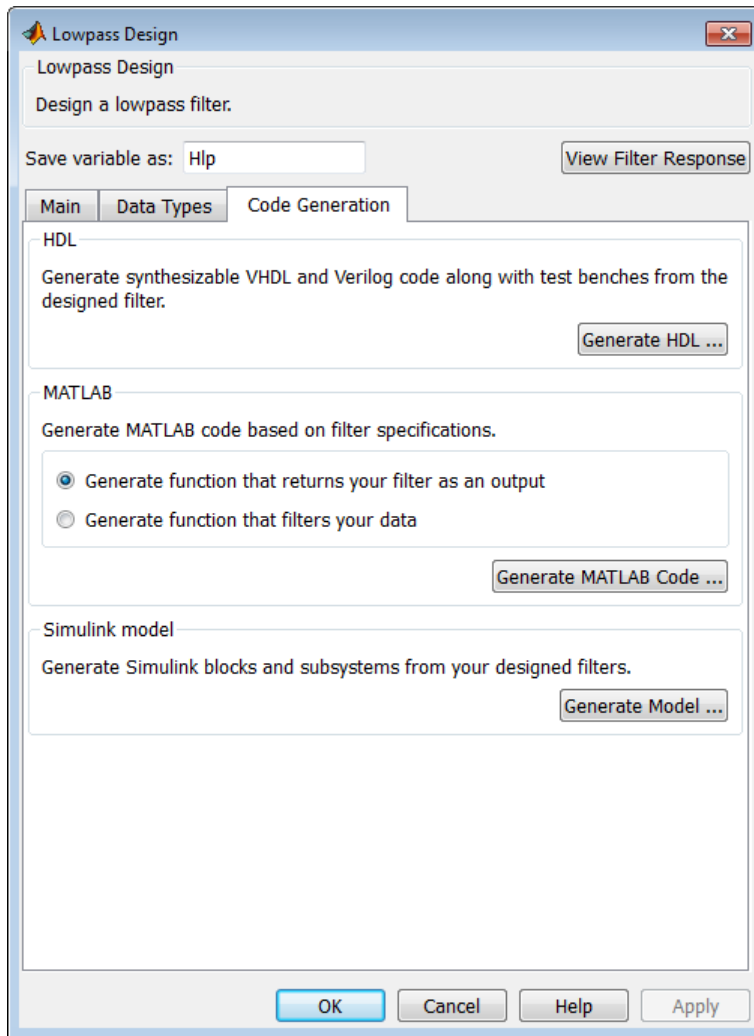 Lowpass Design
Lowpass Design
Design a lowpass filter.
Save variable as: Hlp View Filter Response
Main Data Types Code Generation
HDL
Generate synthesizable VHDL and Verilog code along with test benches from the
designed filter.
Generate HDL ...
MATLAB
Generate MATLAB code based on filter specifications.
Generate function that returns your filter as an output
Generate function that filters your data
Generate MATLAB Code ...
Simulink model
Generate Simulink blocks and subsystems from your designed filters.
Generate Model ...
OK Cancel Help Apply